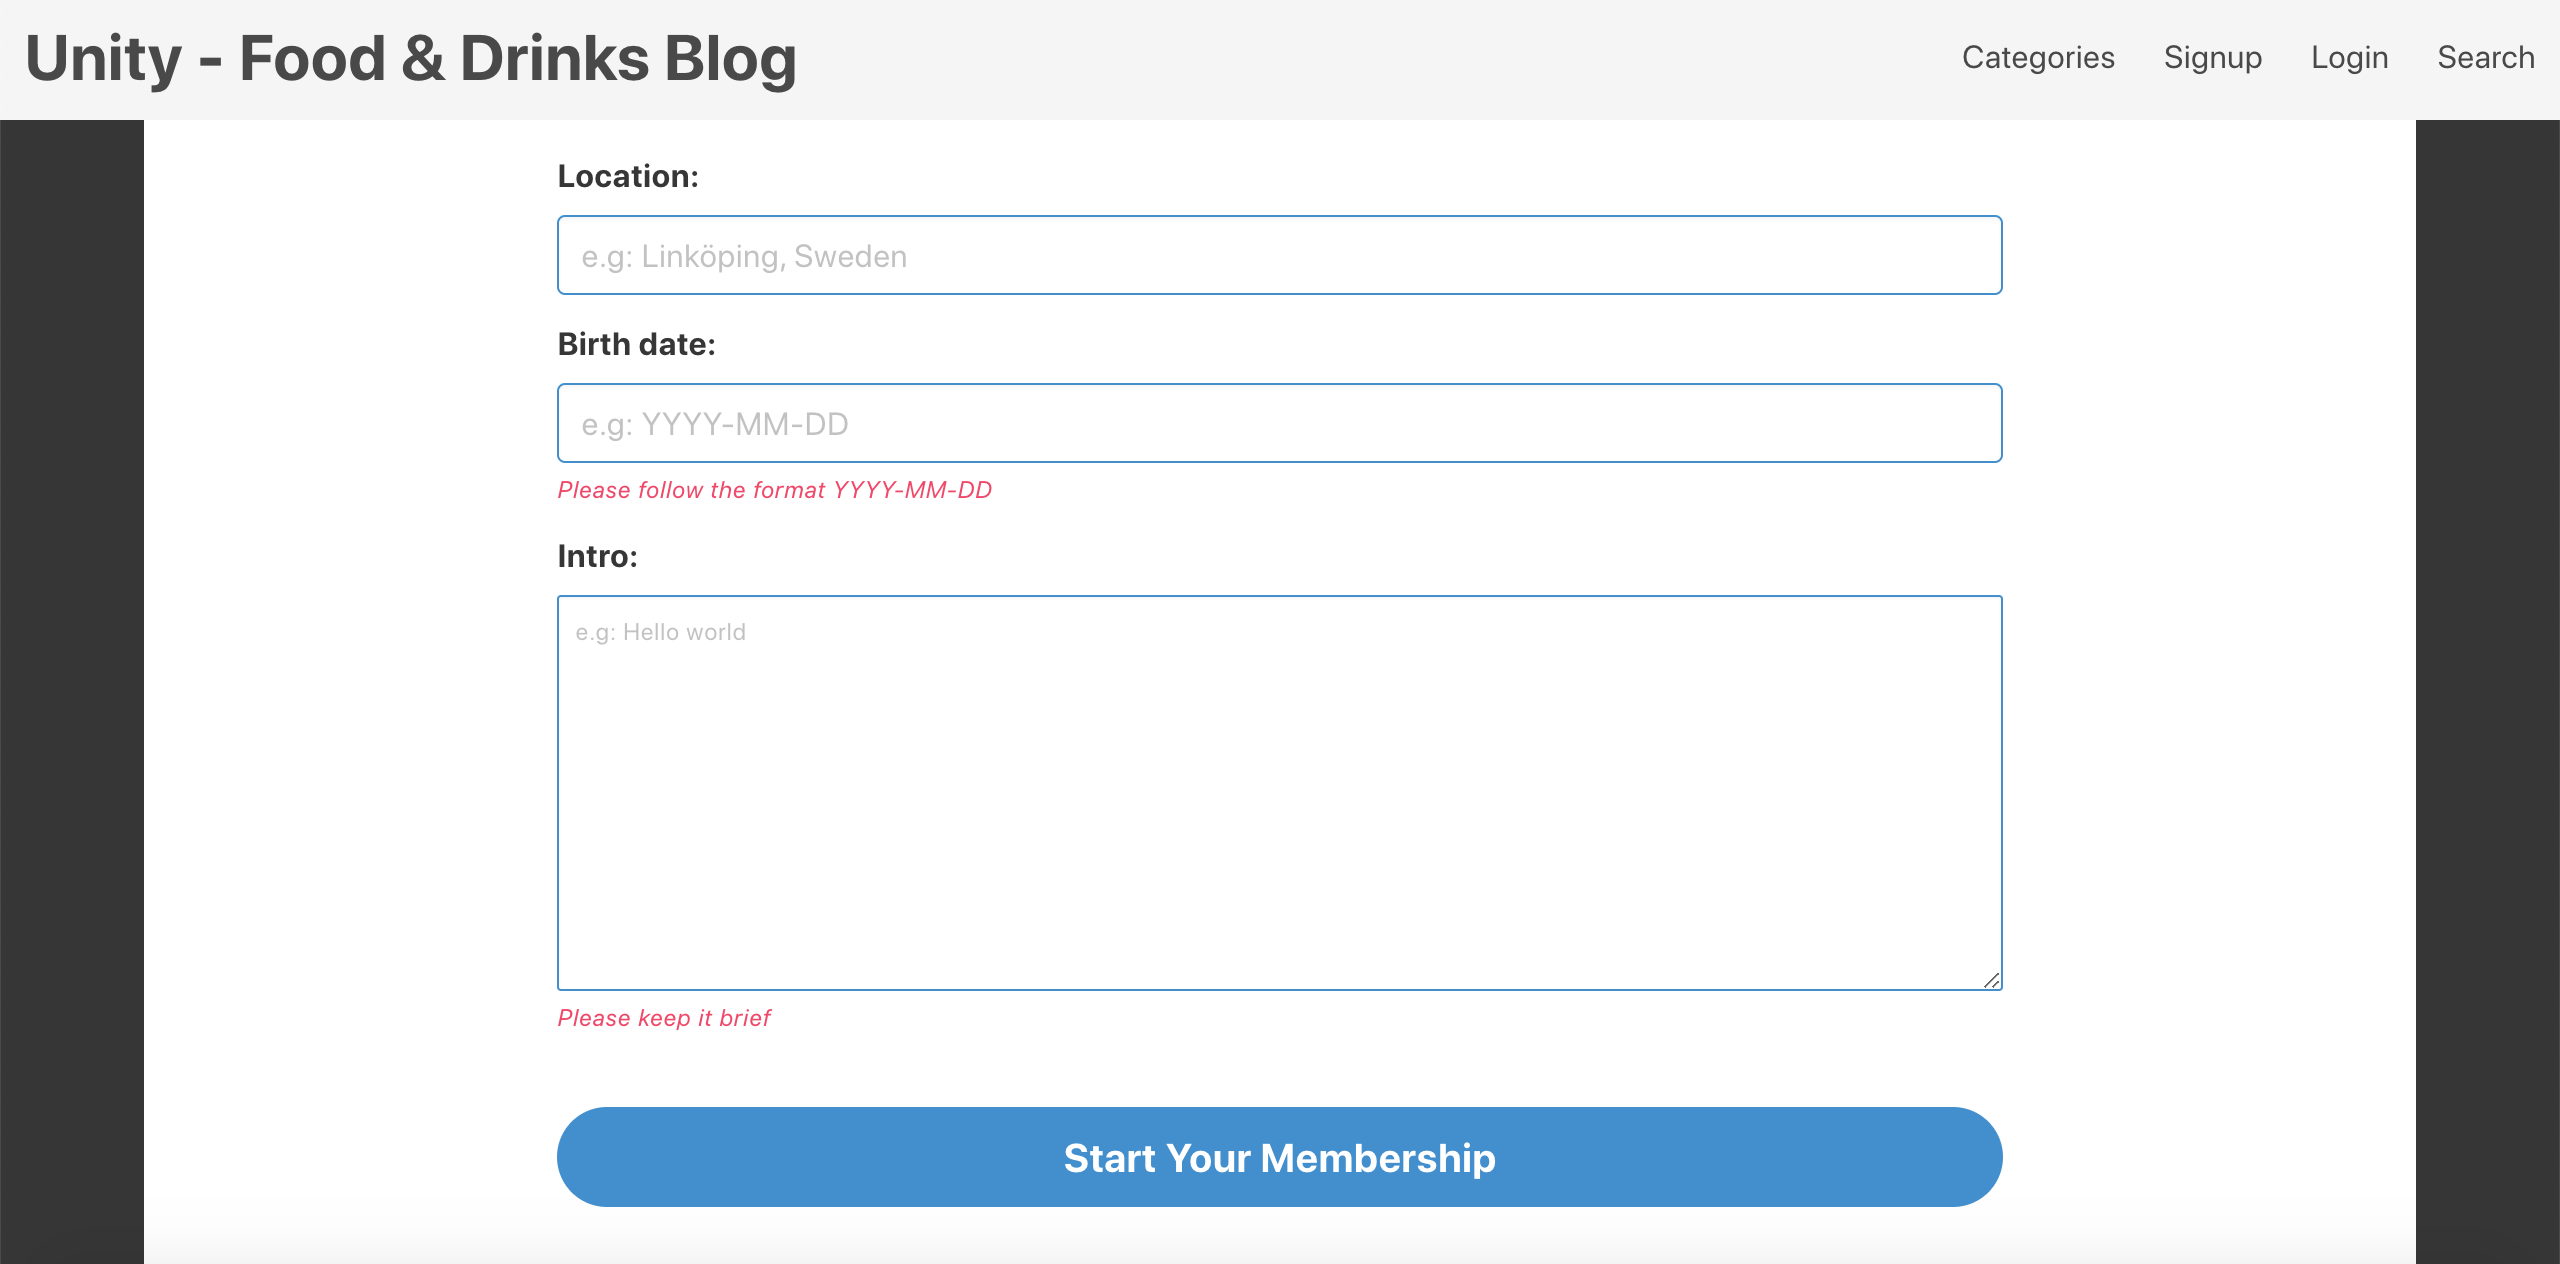 Unity - Food & Drinks Blog
Categories Signup Login Search
Location:
e.g: Linköping, Sweden
Birth date:
e.g: YYYY-MM-DD
Please follow the format YYYY-MM-DD
Intro:
e.g: Hello world
Please keep it brief
Start Your Membership